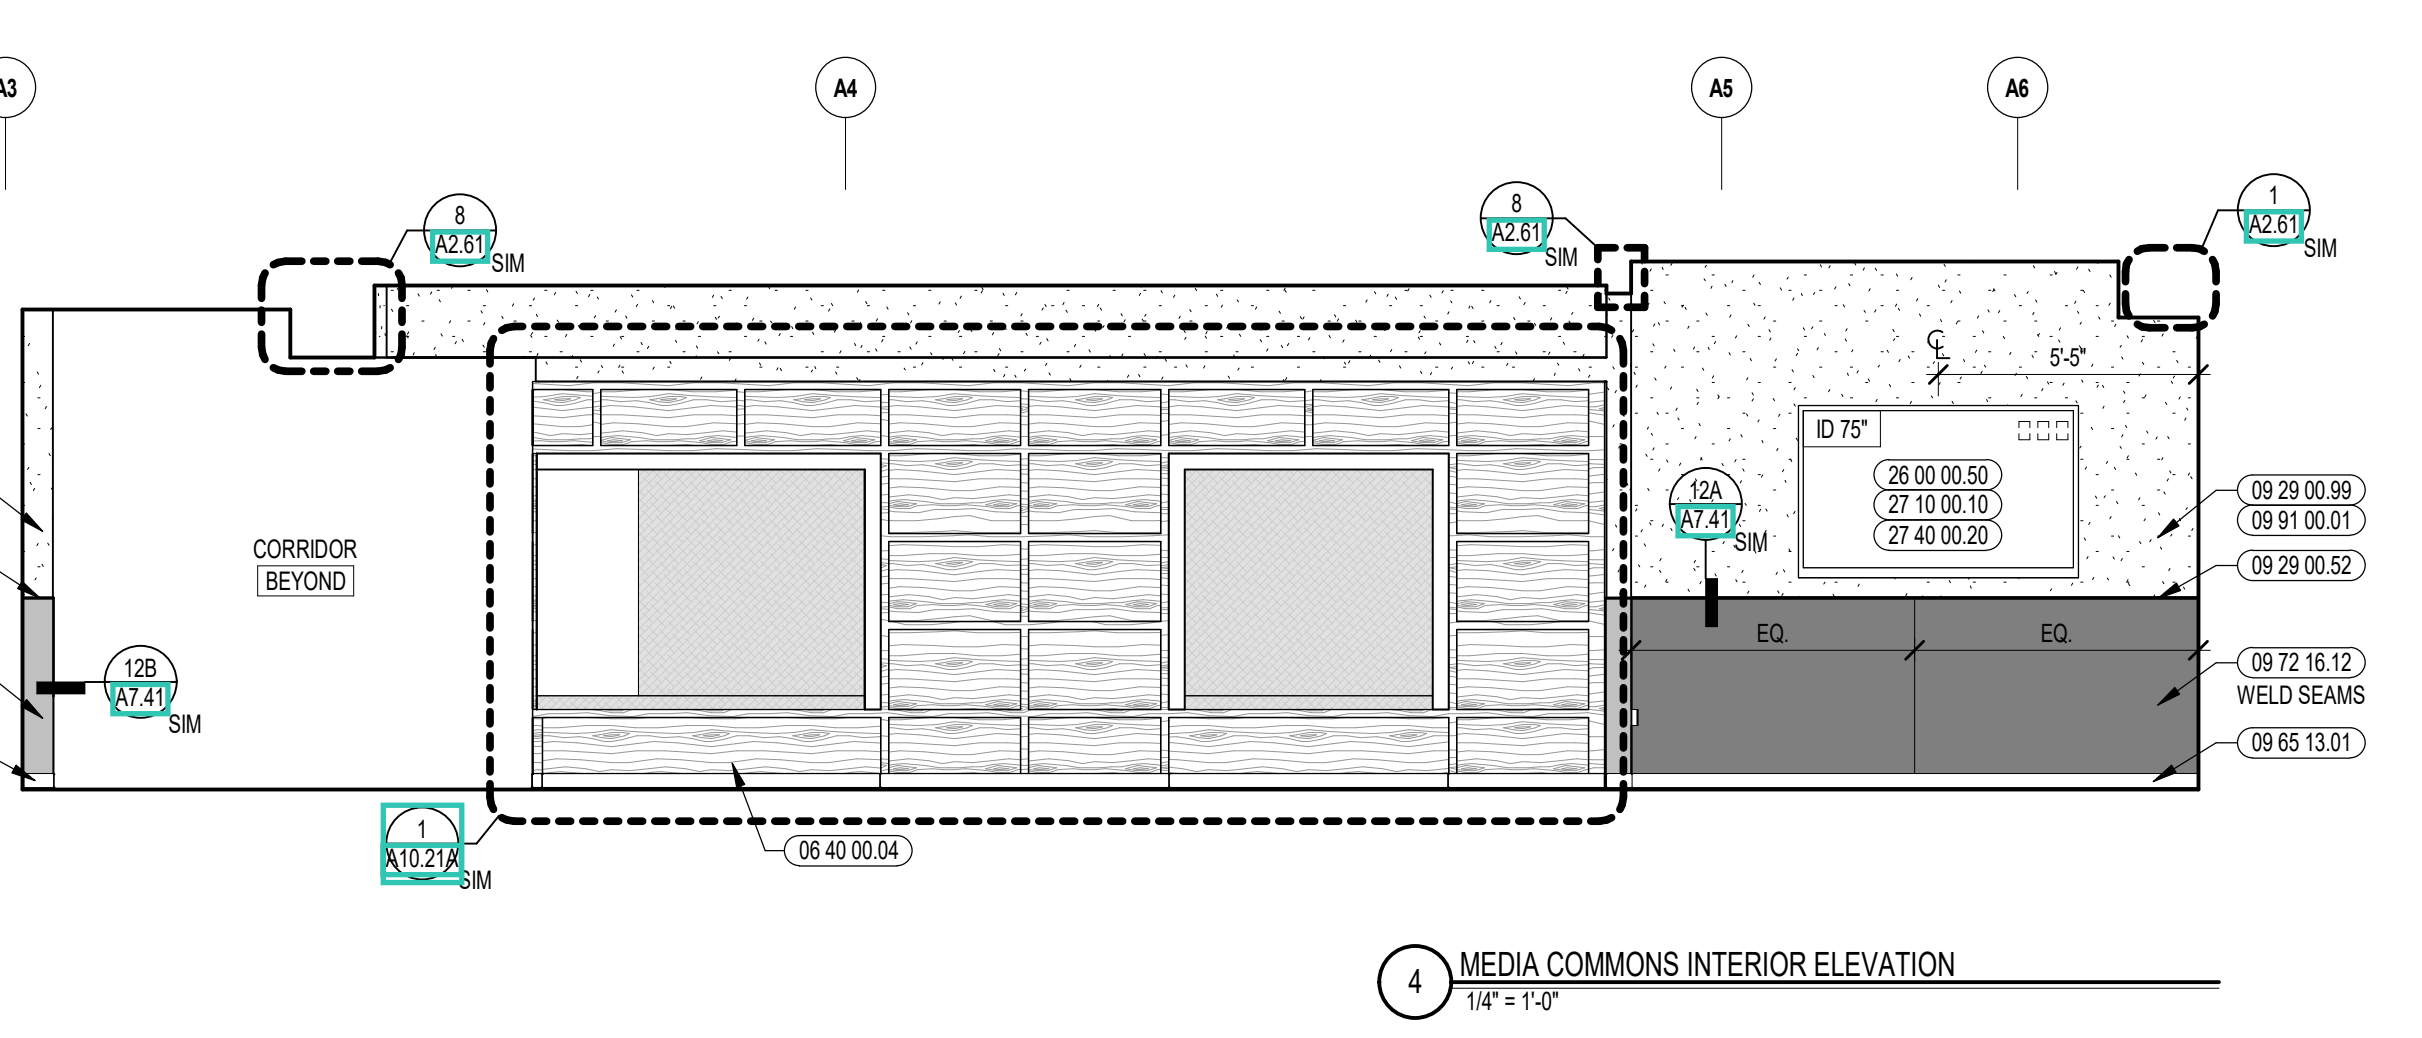 A3
A4
A5
A6
8
A2.61
SIM
8
A2.61
SIM
1
A2.61
SIM
CL
5'-5"
ID 75"
26 00 00.50
27 10 00.10
27 40 00.20
12A
A7.41
SIM
09 29 00.99
09 91 00.01
09 29 00.52
CORRIDOR
BEYOND
EQ.
EQ.
12B
A7.41
SIM
09 72 16.12
WELD SEAMS
09 65 13.01
1
A10.21A
SIM
06 40 00.04
4
MEDIA COMMONS INTERIOR ELEVATION
1/4" = 1'-0"